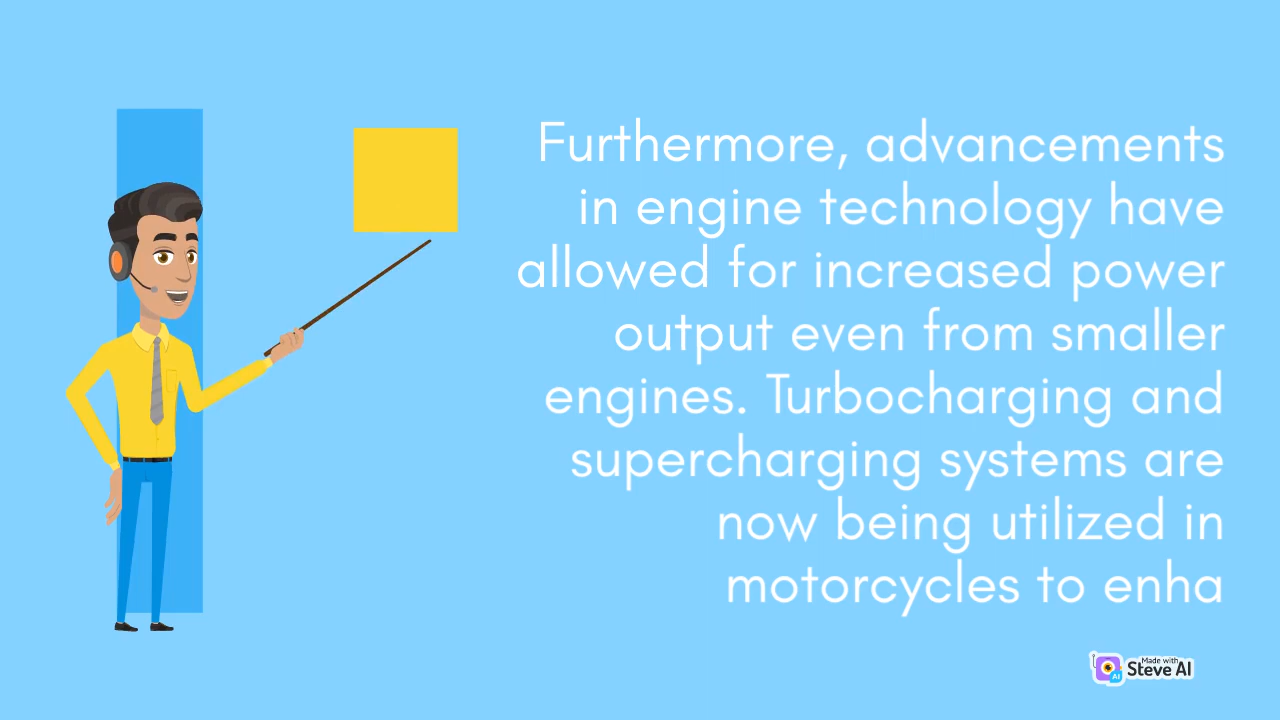 Furthermore, advancements
in engine technology have
allowed for increased power
output even from smaller
engines. Turbocharging and
supercharging systems are
now being utilized in
motorcycles to enha
Made with
Steve AI
AI